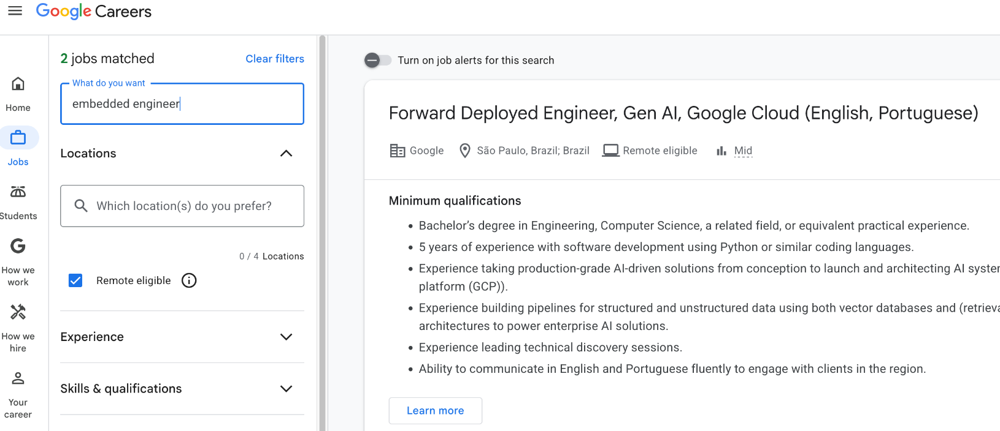 Google Careers
Home
Jobs
Students
How we
work
How we
hire
Your
career
2 jobs matched
Clear filters
What do you want
embedded engineer
Locations
Which location(s) do you prefer?
0 / 4 Locations
Remote eligible
Experience
Skills & qualifications
Turn on job alerts for this search
Forward Deployed Engineer, Gen AI, Google Cloud (English, Portuguese)
Google São Paulo, Brazil; Brazil Remote eligible Mid
Minimum qualifications
• Bachelor’s degree in Engineering, Computer Science, a related field, or equivalent practical experience.
• 5 years of experience with software development using Python or similar coding languages.
• Experience taking production-grade AI-driven solutions from conception to launch and architecting AI
platform (GCP)).
• Experience building pipelines for structured and unstructured data using both vector databases and
architectures to power enterprise AI solutions.
• Experience leading technical discovery sessions.
• Ability to communicate in English and Portuguese fluently to engage with clients in the region.
Learn more